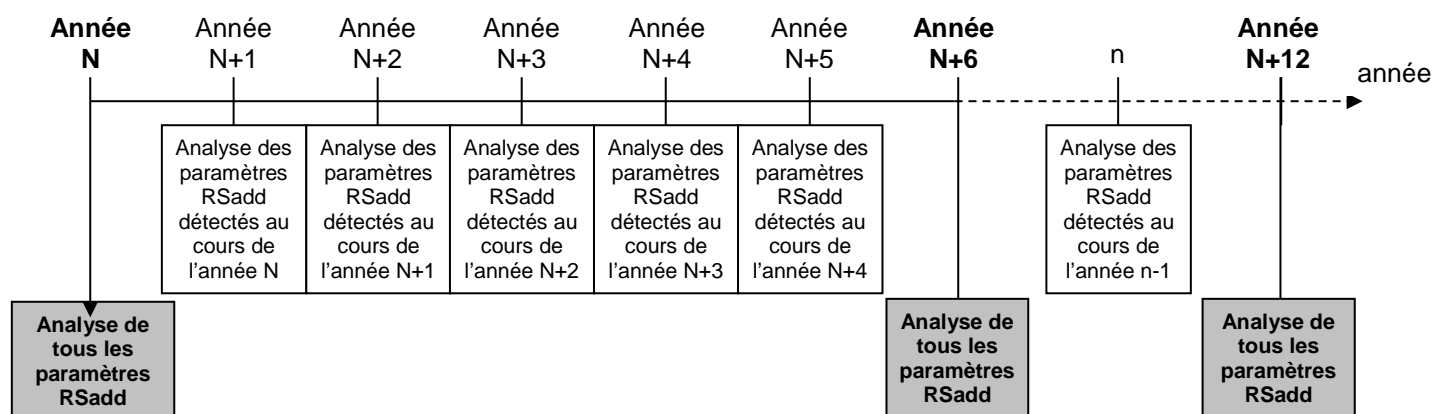 Année
N
Année
N+1
Année
N+2
Année
N+3
Année
N+4
Année
N+5
Année
N+6
n
Année
N+12
année
Analyse des
paramètres
RSadd
détectés au
cours de
l'année N
Analyse des
paramètres
RSadd
détectés au
cours de
l'année N+1
Analyse des
paramètres
RSadd
détectés au
cours de
l'année N+2
Analyse des
paramètres
RSadd
détectés au
cours de
l'année N+3
Analyse des
paramètres
RSadd
détectés au
cours de
l'année N+4
Analyse des
paramètres
RSadd
détectés au
cours de
l'année n-1
Analyse de
tous les
paramètres
RSadd
Analyse de
tous les
paramètres
RSadd
Analyse de
tous les
paramètres
RSadd